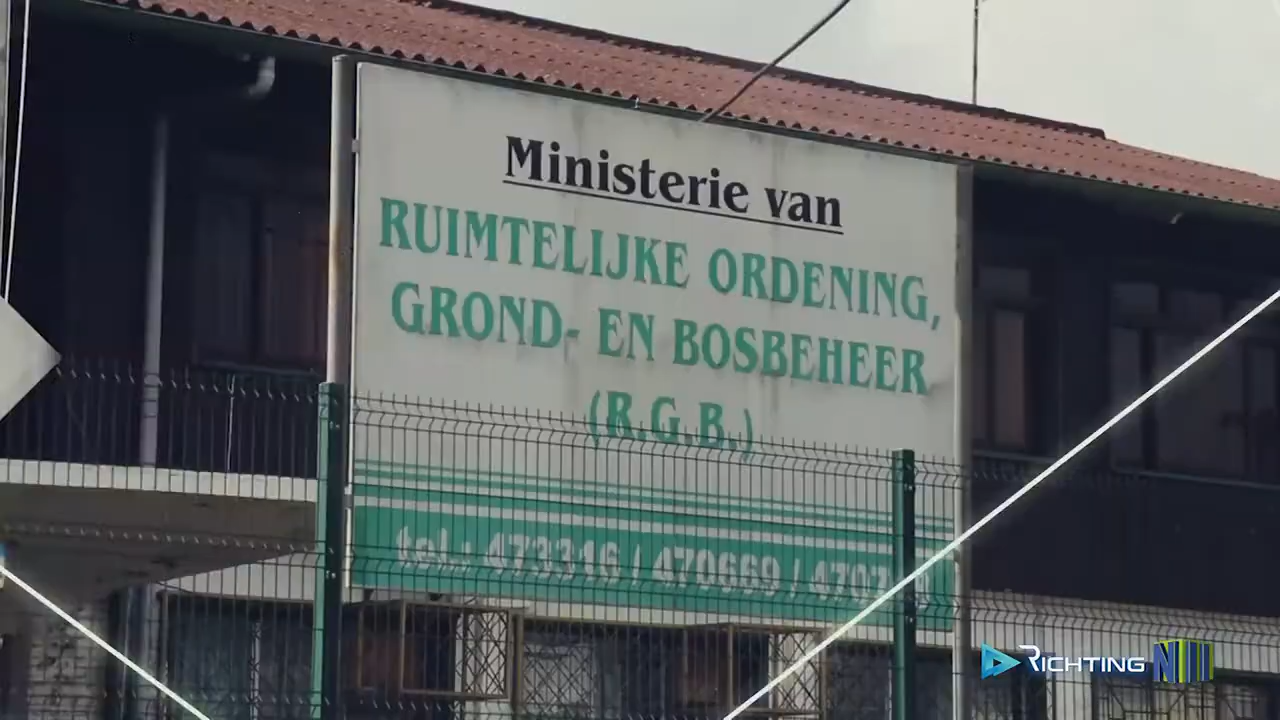 Ministerie van
RUIMTELIJKE ORDENING,
GROND- EN BOSBEHEER
(R.G.B.)
tel.: 473316 / 470669 /
RICHTING N